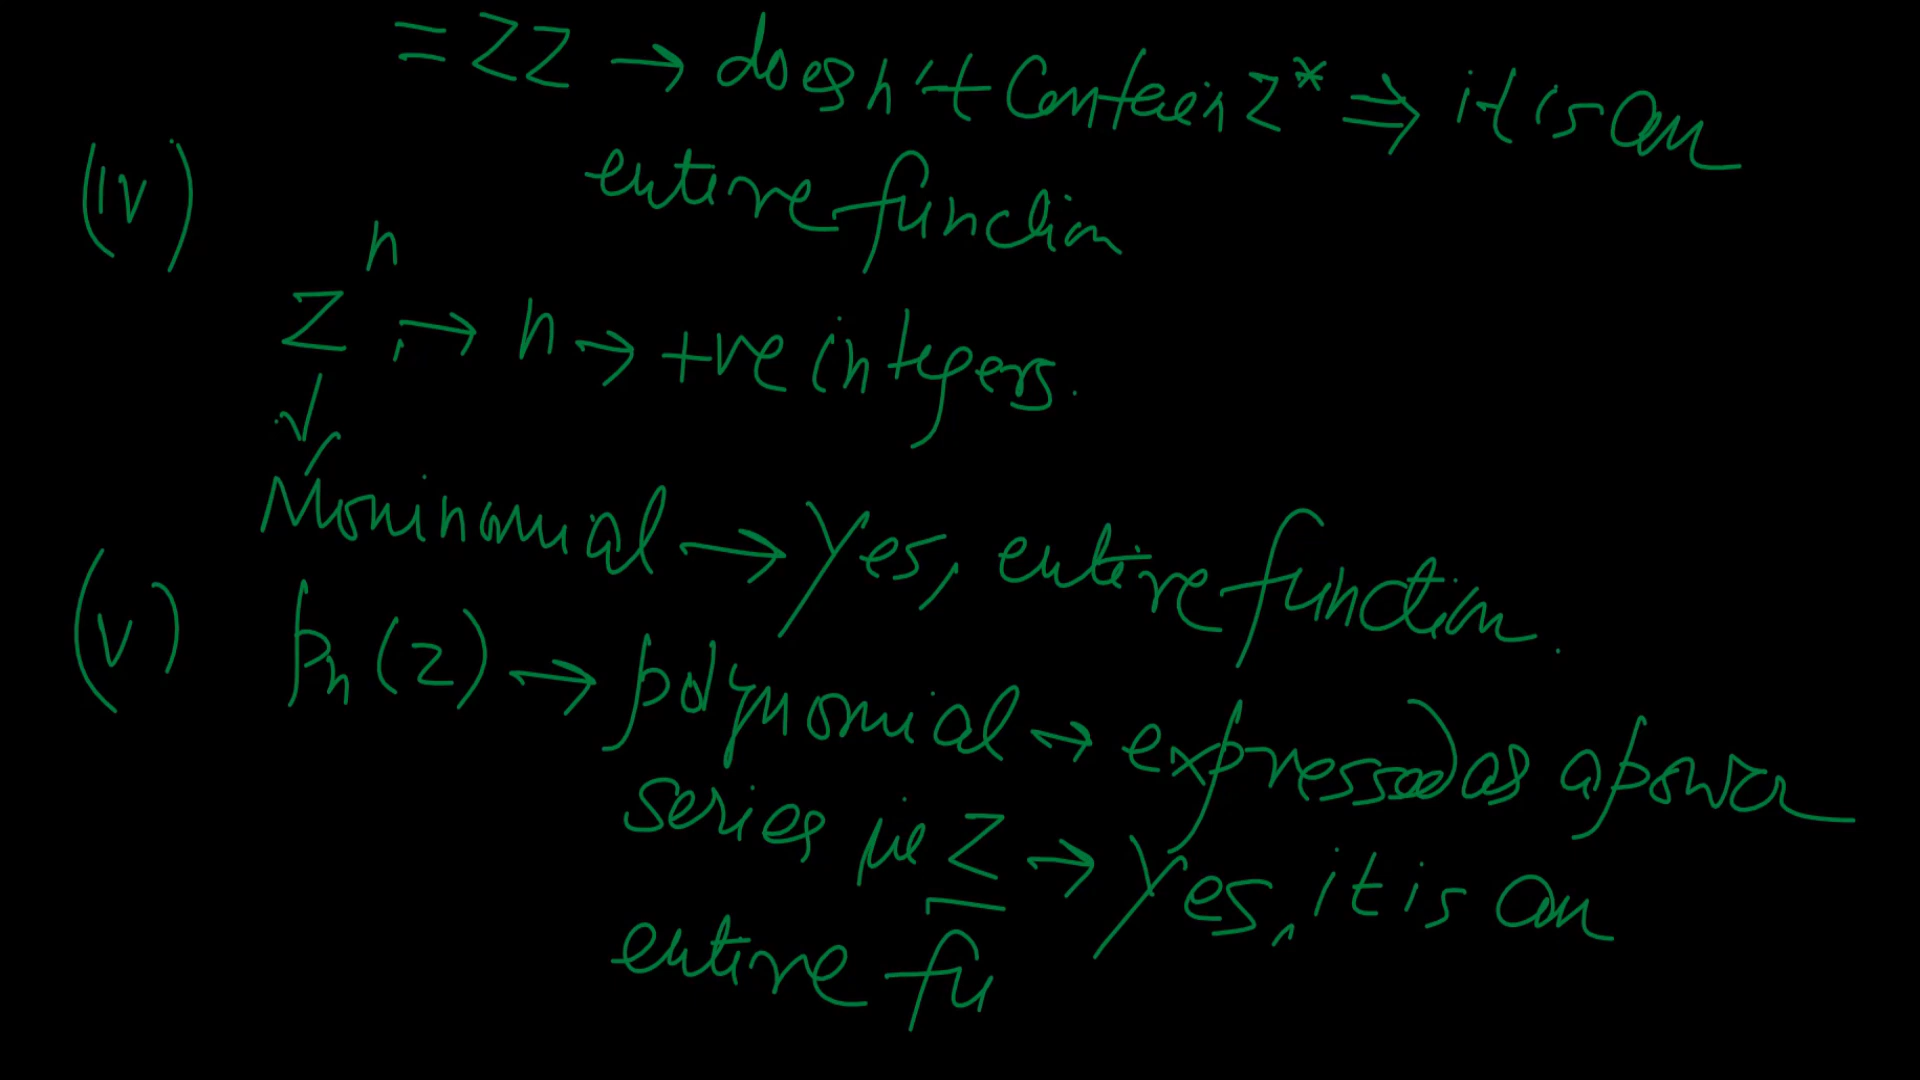 = ZZ → doesn't Contain Z* ⇒ it is an
entire function
(iv)
Z^n, → n → +ve integers.
Moninomial → Yes, entire function.
(v) Pn(z) → polynomial → expressed as a power
series in Z → Yes, it is an
entire fu